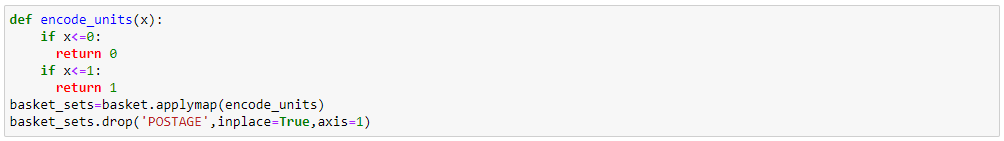 def encode_units(x):
    if x<=0:
      return 0
    if x<=1:
      return 1
basket_sets=basket.applymap(encode_units)
basket_sets.drop('POSTAGE',inplace=True,axis=1)